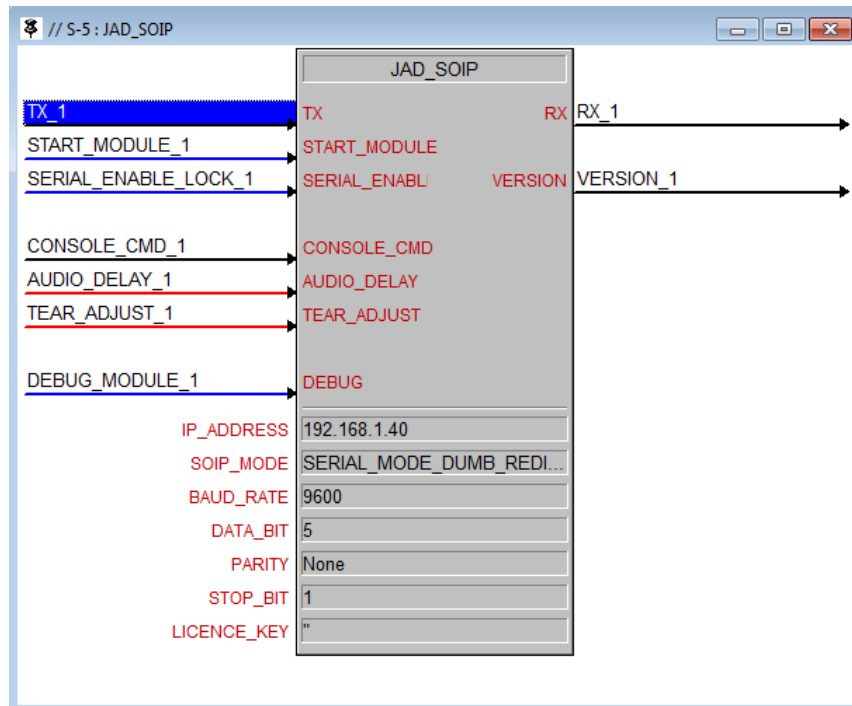 // S-5 : JAD_SOIP
JAD_SOIP
TX_1 TX RX RX_1
START_MODULE_1 START_MODULE
SERIAL_ENABLE_LOCK_1 SERIAL_ENABL VERSION VERSION_1
CONSOLE_CMD_1 CONSOLE_CMD
AUDIO_DELAY_1 AUDIO_DELAY
TEAR_ADJUST_1 TEAR_ADJUST
DEBUG_MODULE_1 DEBUG
IP_ADDRESS 192.168.1.40
SOIP_MODE SERIAL_MODE_DUMB_REDI...
BAUD_RATE 9600
DATA_BIT 5
PARITY None
STOP_BIT 1
LICENCE_KEY "